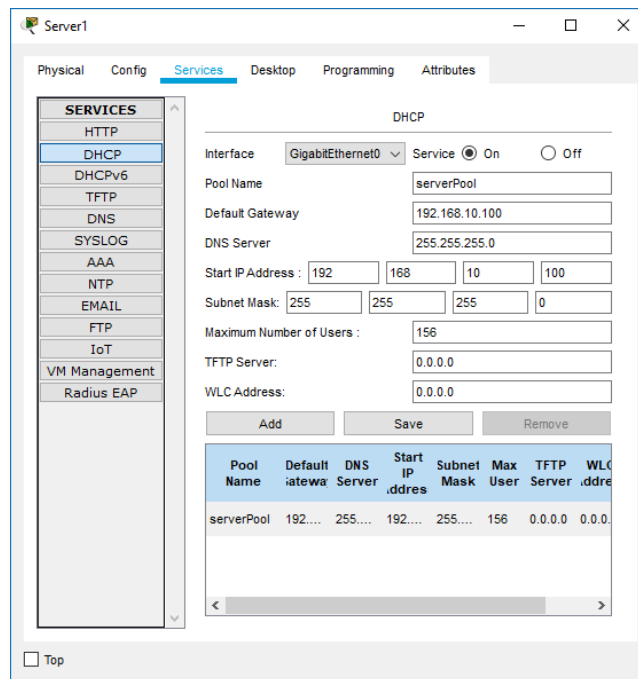 Server1
Physical Config Services Desktop Programming Attributes
SERVICES
HTTP
DHCP
DHCPv6
TFTP
DNS
SYSLOG
AAA
NTP
EMAIL
FTP
IoT
VM Management
Radius EAP
DHCP
Interface GigabitEthernet0 Service On Off
Pool Name serverPool
Default Gateway 192.168.10.100
DNS Server 255.255.255.0
Start IP Address : 192 168 10 100
Subnet Mask: 255 255 255 0
Maximum Number of Users : 156
TFTP Server: 0.0.0.0
WLC Address: 0.0.0.0
Add Save Remove
Pool Name Default Gateway DNS Server Start IP Addres Subnet Mask Max User TFTP Server WLC Addre
serverPool 192.... 255.... 192.... 255.... 156 0.0.0.0 0.0.0.
Top